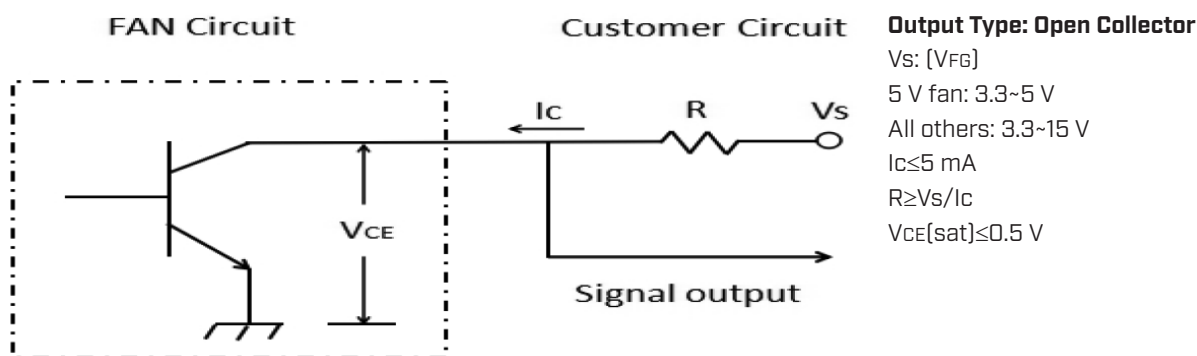 FAN Circuit
Customer Circuit
Ic
R
Vs
VCE
Signal output
Output Type: Open Collector
Vs: (VFG)
5 V fan: 3.3~5 V
All others: 3.3~15 V
Ic≤5 mA
R≥Vs/Ic
VCE(sat)≤0.5 V